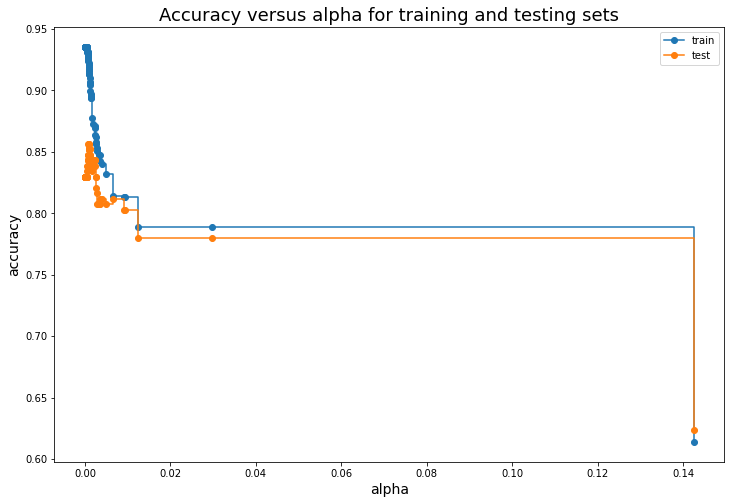 Accuracy versus alpha for training and testing sets
train
test
0.95
0.90
0.85
0.80
0.75
0.70
0.65
0.60
accuracy
0.00 0.02 0.04 0.06 0.08 0.10 0.12 0.14
alpha